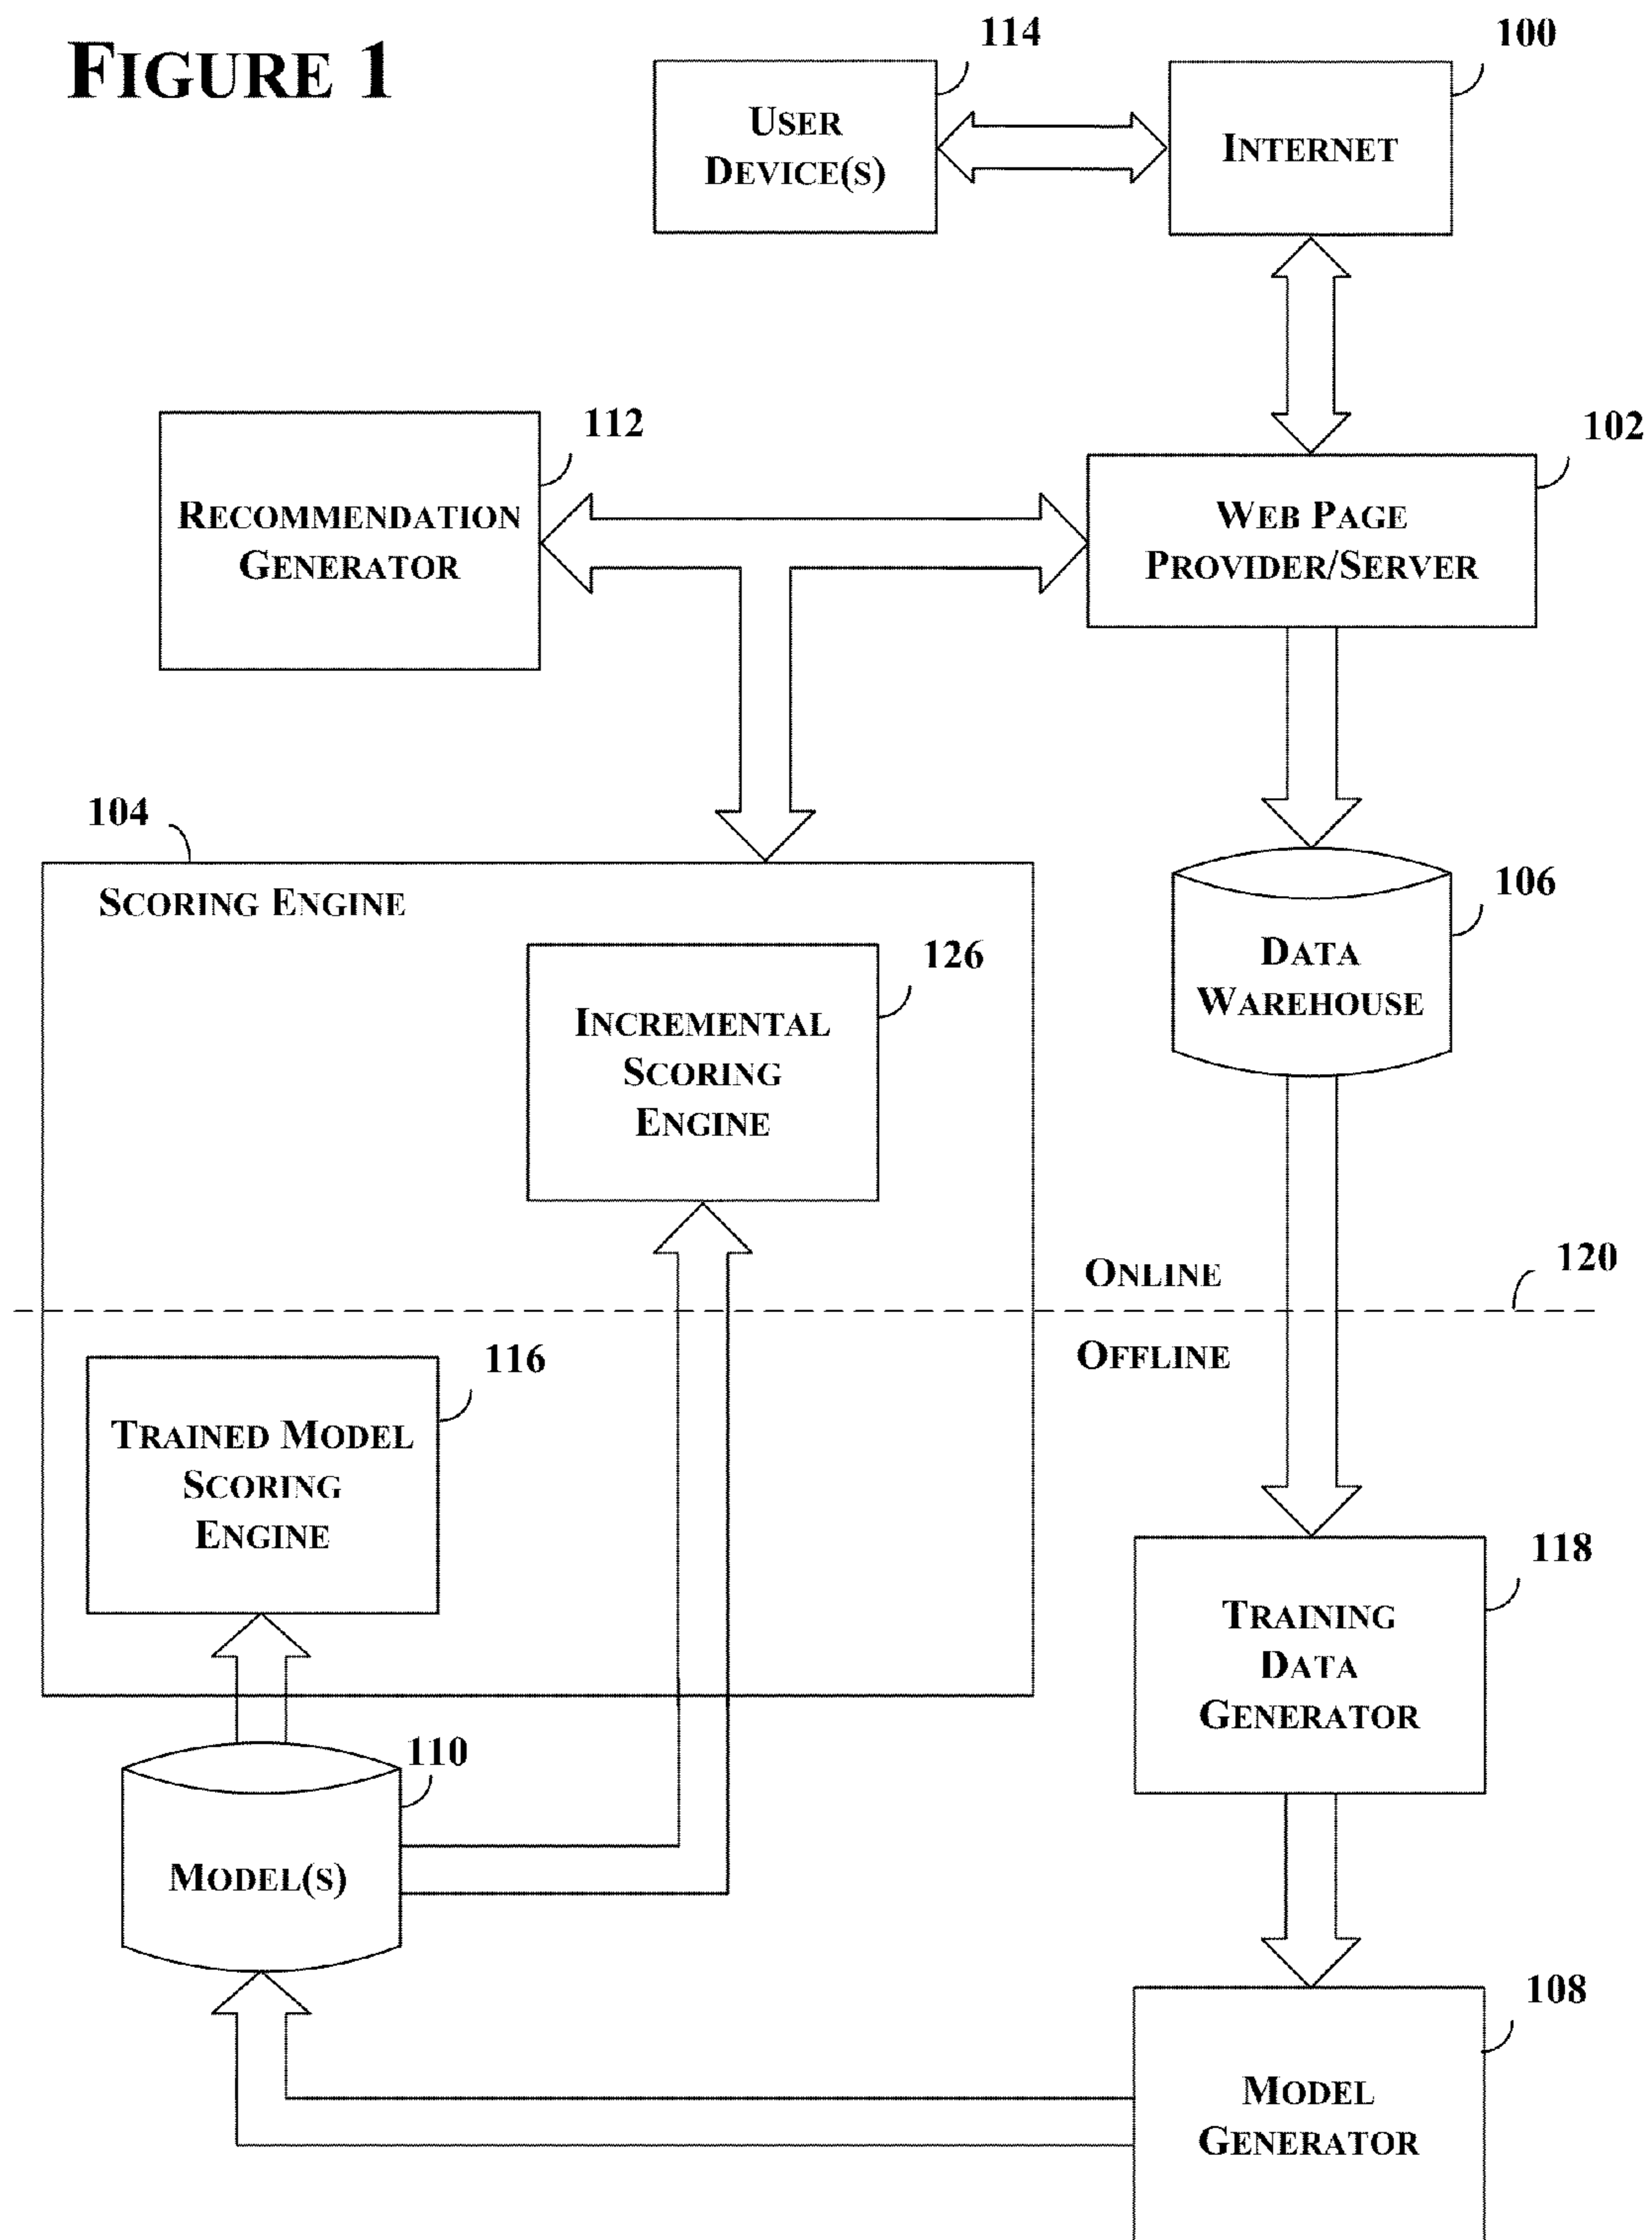 FIGURE 1
114
100
USER
DEVICE(S)
INTERNET
112
102
RECOMMENDATION
GENERATOR
WEB PAGE
PROVIDER/SERVER
104
SCORING ENGINE
106
DATA
WAREHOUSE
126
INCREMENTAL
SCORING
ENGINE
ONLINE
120
OFFLINE
116
TRAINED MODEL
SCORING
ENGINE
118
TRAINING
DATA
GENERATOR
110
MODEL(S)
108
MODEL
GENERATOR